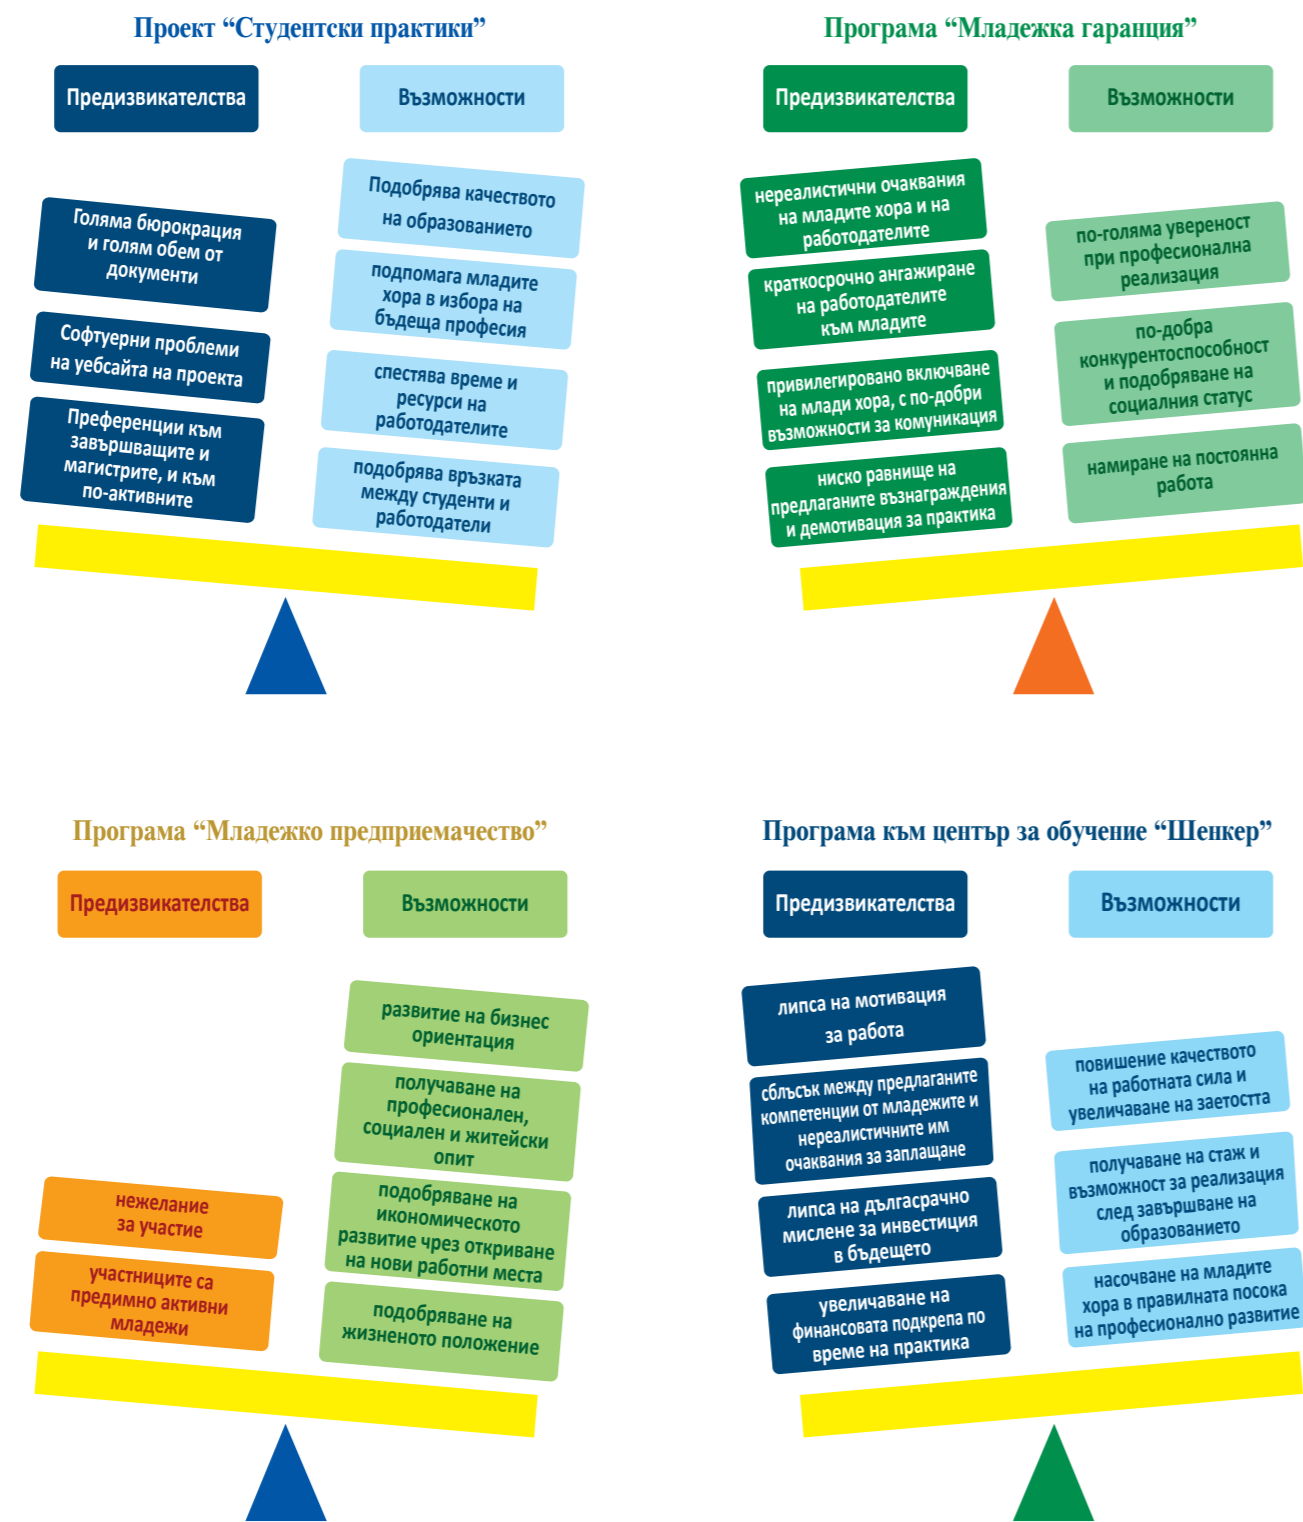 Проект “Студентски практики”
Предизвикателства
Възможности
Голяма бюрокрация
и голям обем от
документи
Софтуерни проблеми
на уебсайта на проекта
Преференции към
завършващите и
магистрите, и към
по-активните
Подобрява качеството
на образованието
подпомага младите
хора в избора на
бъдеща професия
спестява време и
ресурси на
работодателите
подобрява връзката
между студенти и
работодатели
Програма “Младежка гаранция”
Предизвикателства
Възможности
нереалистични очаквания
на младите хора и на
работодателите
краткосрочно ангажиране
на работодателите
към младите
привилегировано включване
на млади хора, с по-добри
възможности за комуникация
ниско равнище на
предлаганите възнаграждения
и демотивация за практика
по-голяма увереност
при професионална
реализация
по-добра
конкурентоспособност
и подобряване на
социалния статус
намиране на постоянна
работа
Програма “Младежко предприемачество”
Предизвикателства
Възможности
нежелание
за участие
участниците са
предимно активни
младежи
развитие на бизнес
ориентация
получаване на
професионален,
социален и житейски
опит
подобряване на
икономическото
развитие чрез откриване
на нови работни места
подобряване на
жизненото положение
Програма към център за обучение “Шенкер”
Предизвикателства
Възможности
липса на мотивация
за работа
сблъсък между предлаганите
компетенции от младежите и
нереалистичните им
очаквания за заплащане
липса на дългасрачно
мислене за инвестиция
в бъдещето
увеличаване на
финансовата подкрепа по
време на практика
повишение качеството
на работната сила и
увеличаване на заетостта
получаване на стаж и
възможност за реализация
след завършване на
образованието
насочване на младите
хора в правилната посока
на професионално развитие